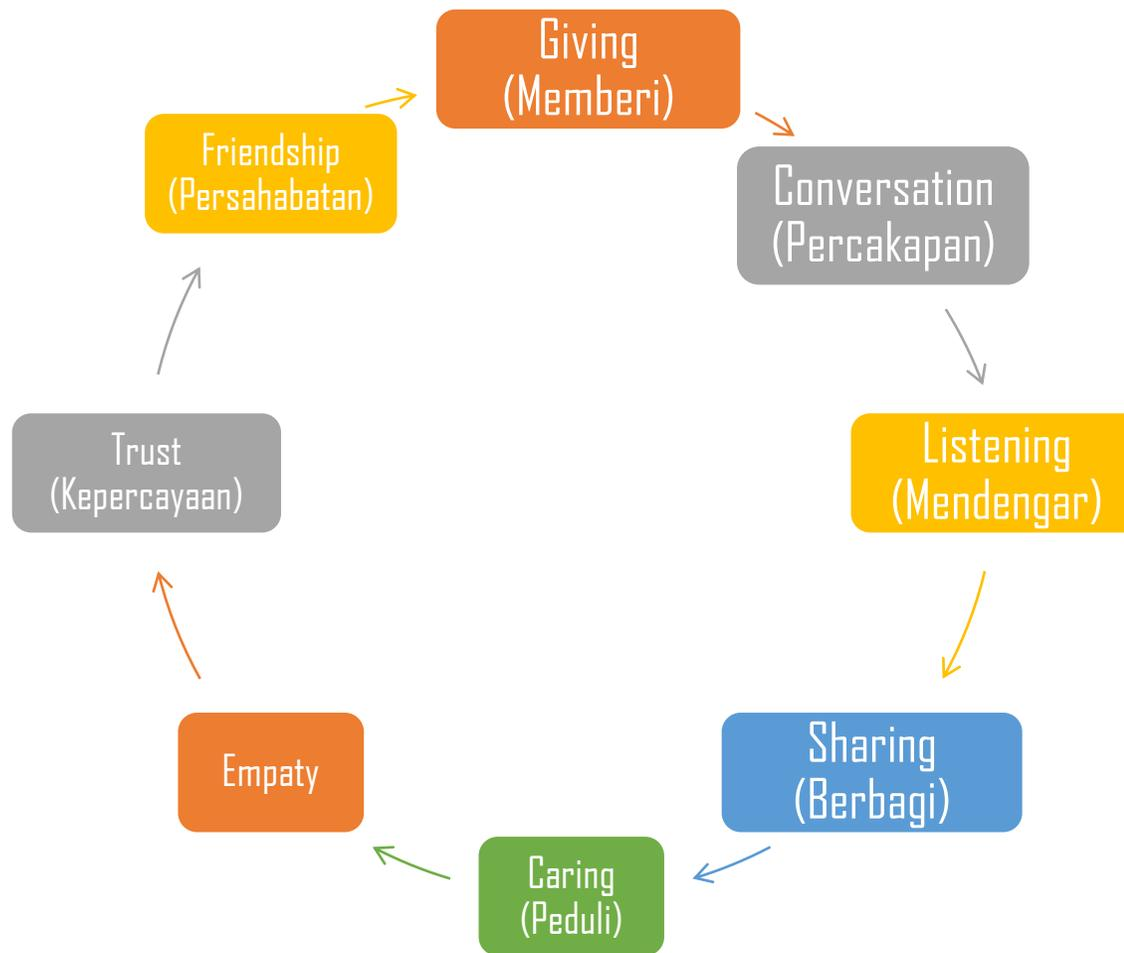 Giving
(Memberi)
Conversation
(Percakapan)
Listening
(Mendengar)
Sharing
(Berbagi)
Caring
(Peduli)
Empaty
Trust
(Kepercayaan)
Friendship
(Persahabatan)